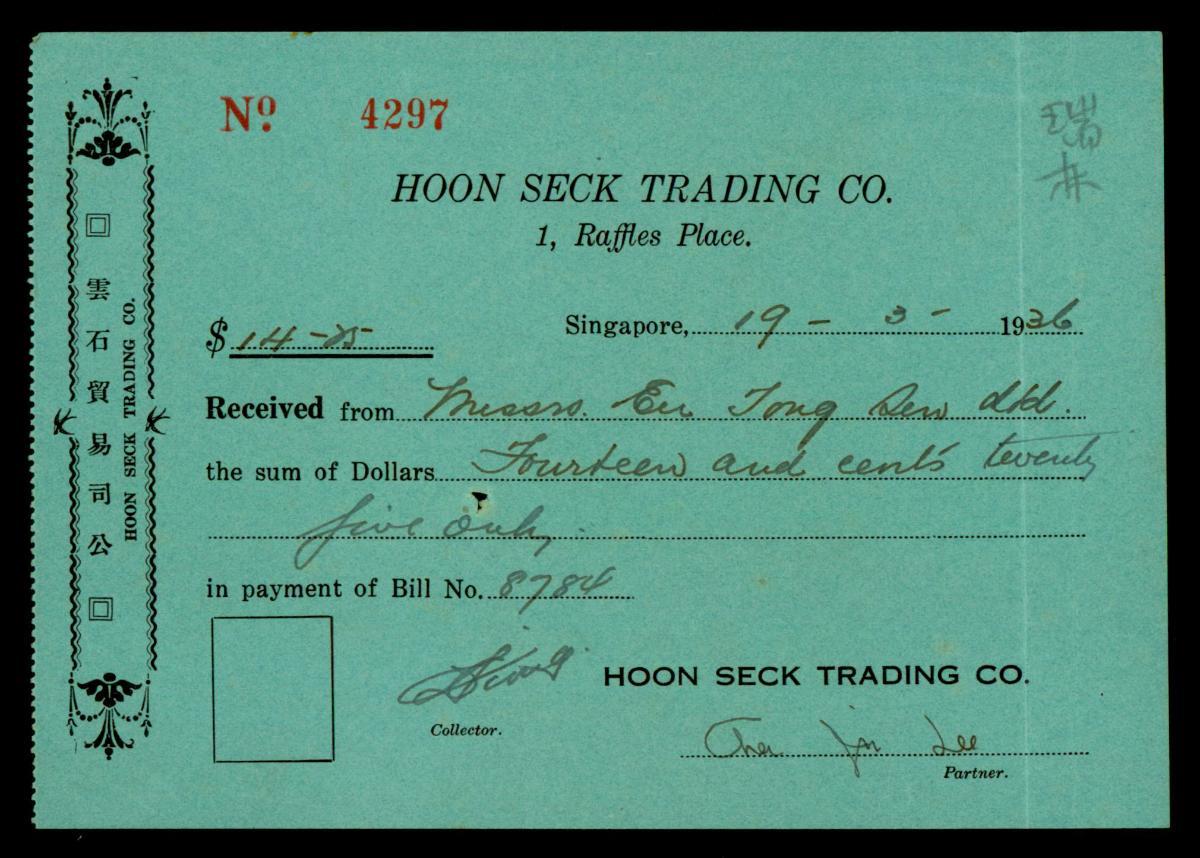 Nº 4297
HOON SECK TRADING CO.
1, Raffles Place.
$ 14-25
Singapore, 19 - 3 - 1936
Received from Messrs. Eu Tong Sen Ltd.
the sum of Dollars Fourteen and cents twenty
five only
in payment of Bill No. 8784
HOON SECK TRADING CO.
Collector.
Partner.
雲石貿易司公
HOON SECK TRADING CO.